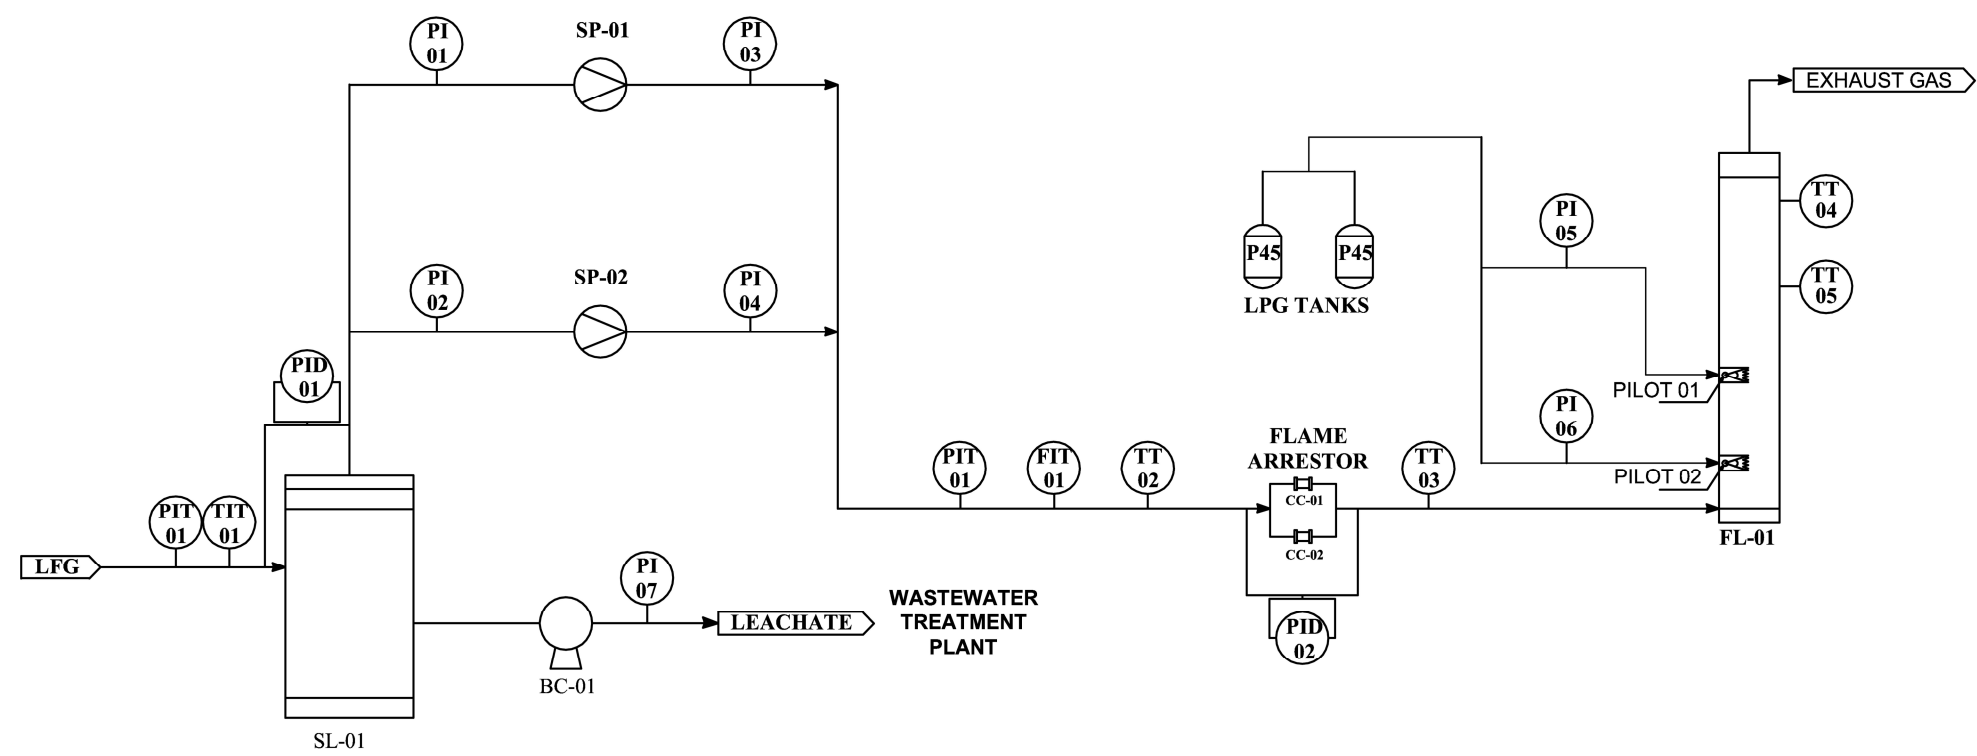 PI
01
SP-01
PI
03
EXHAUST GAS
TT
04
PI
05
P45
P45
LPG TANKS
TT
05
PI
02
SP-02
PI
04
PID
01
PILOT 01
PI
06
PILOT 02
PIT
01
FIT
01
TT
02
FLAME
ARRESTOR
CC-01
CC-02
TT
03
FL-01
PIT
01
TIT
01
LFG
PI
07
LEACHATE
WASTEWATER
TREATMENT
PLANT
PID
02
BC-01
SL-01